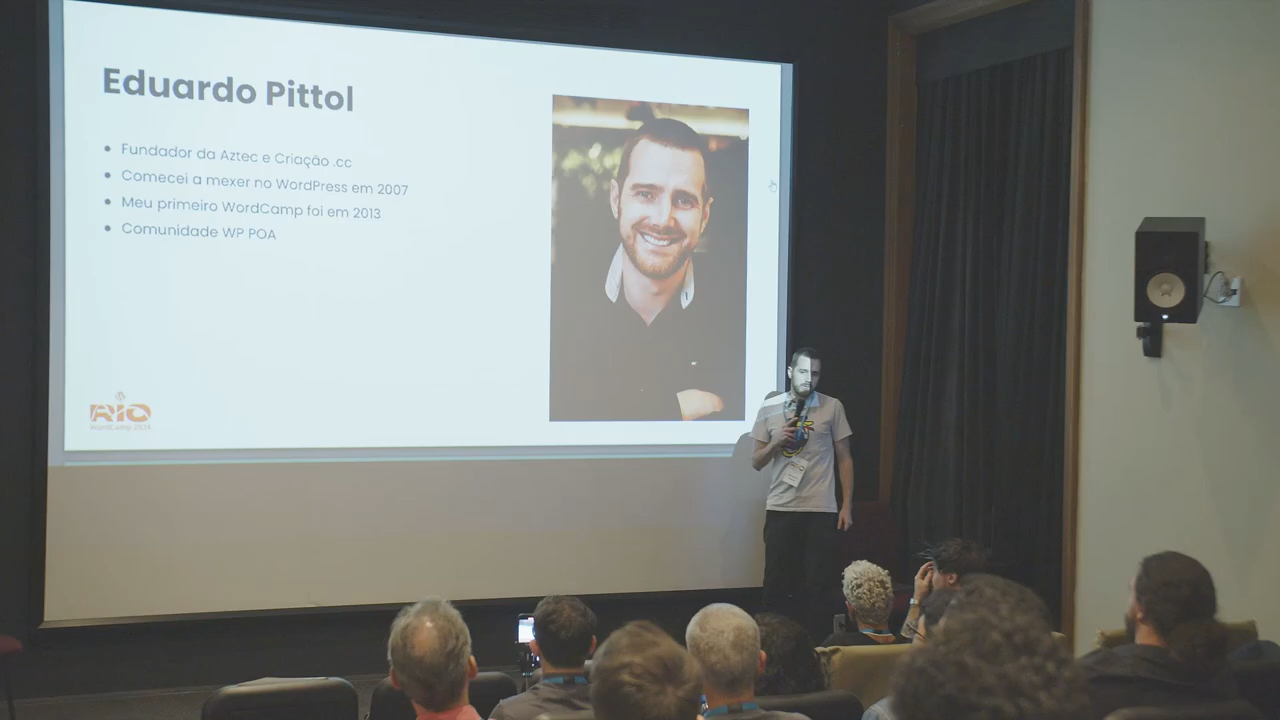 Eduardo Pittol
Fundador da Aztec e Criação .cc
Comecei a mexer no WordPress em 2007
Meu primeiro WordCamp foi em 2013
Comunidade WP POA
RIO
WordCamp 2024